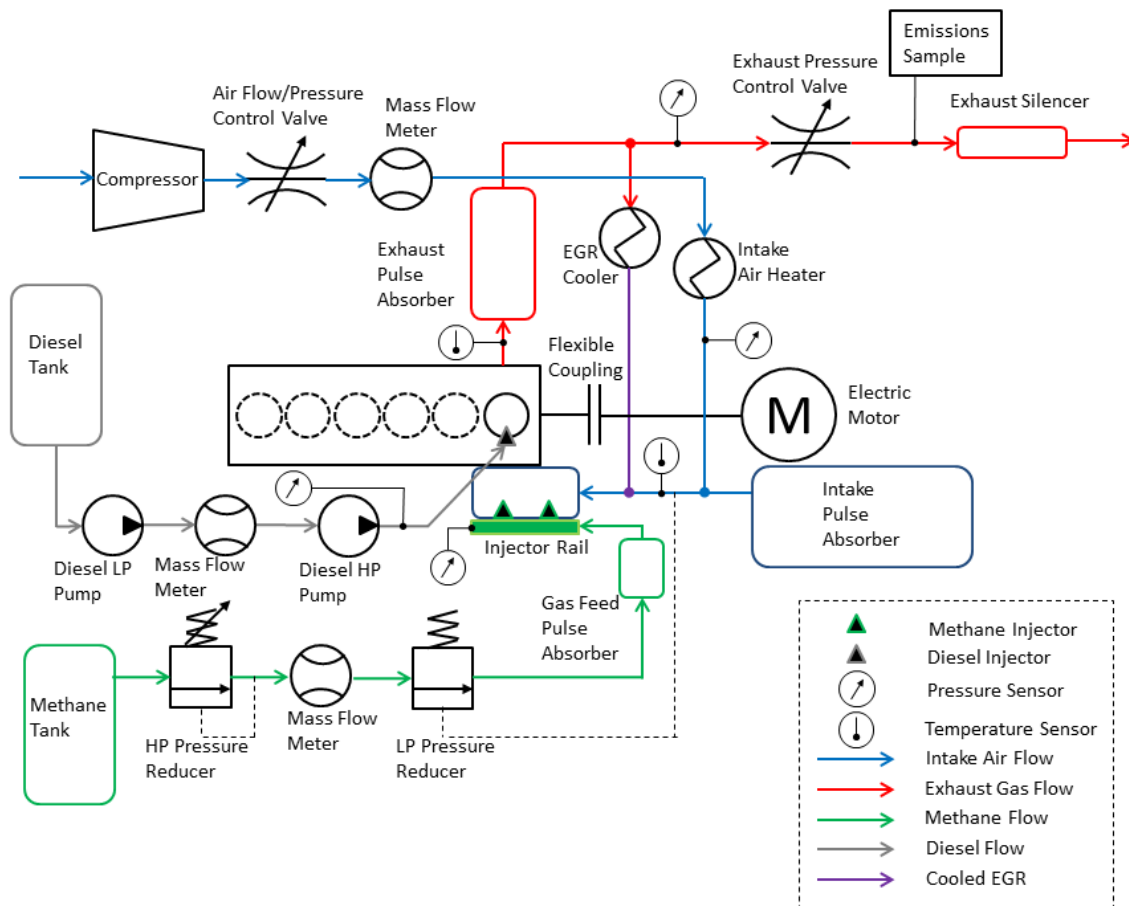 Emissions
Sample
Exhaust Pressure
Control Valve
Exhaust Silencer
Air Flow/Pressure
Control Valve
Mass Flow
Meter
Compressor
Exhaust
Pulse
Absorber
EGR
Cooler
Intake
Air Heater
Diesel
Tank
Flexible
Coupling
Electric
Motor
M
Intake
Pulse
Absorber
Injector Rail
Diesel LP
Pump
Mass Flow
Meter
Diesel HP
Pump
Gas Feed
Pulse
Absorber
Methane
Tank
HP Pressure
Reducer
Mass Flow
Meter
LP Pressure
Reducer
Methane Injector
Diesel Injector
Pressure Sensor
Temperature Sensor
Intake Air Flow
Exhaust Gas Flow
Methane Flow
Diesel Flow
Cooled EGR